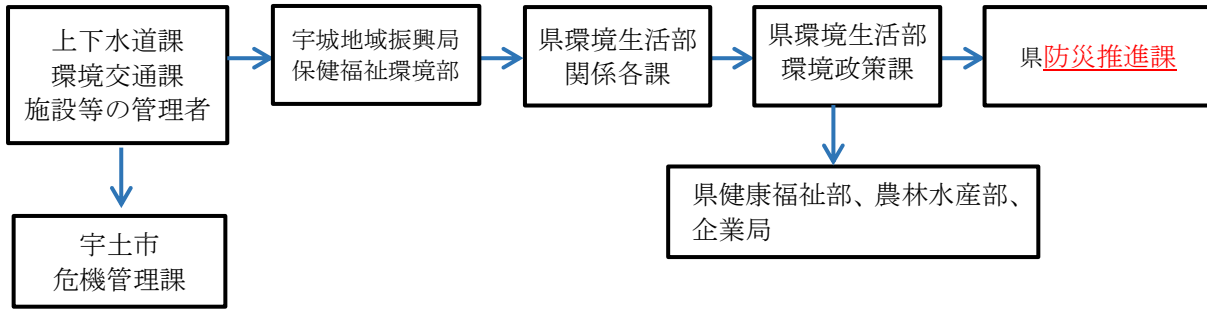 上下水道課
環境交通課
施設等の管理者
宇城地域振興局
保健福祉環境部
県環境生活部
関係各課
県環境生活部
環境政策課
県防災推進課
県健康福祉部、農林水産部、
企業局
宇土市
危機管理課